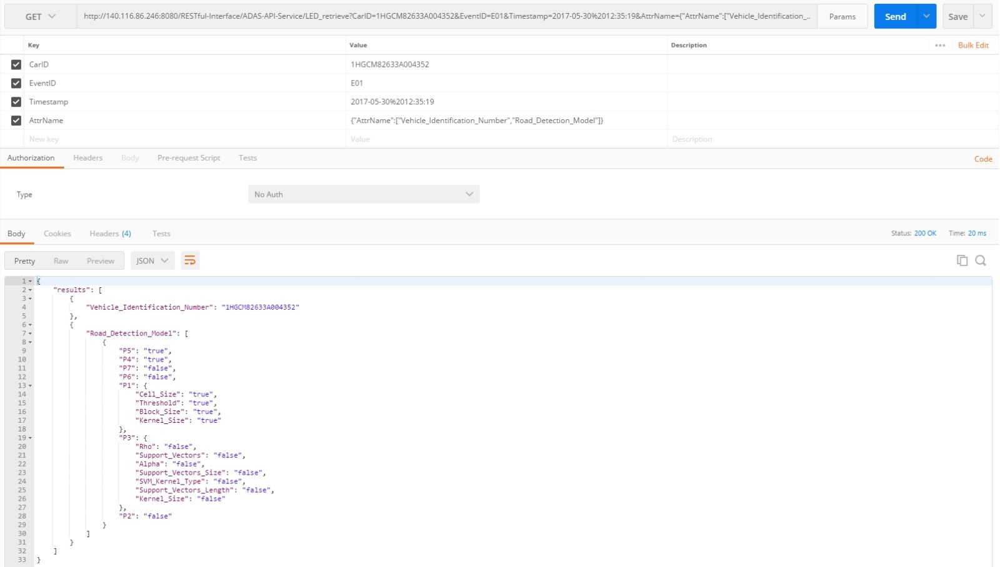 GET http://140.116.86.246:8080/RESTful-Interface/ADAS-API-Service/LED_retrieve?CarID=1HGCM82633A004352&EventID=E01&Timestamp=2017-05-30%2012:35:19&AttrName={"AttrName":["Vehicle_Identification_.. Params Send Save
Key Value Description ••• Bulk Edit
CarID 1HGCM82633A004352
EventID E01
Timestamp 2017-05-30%2012:35:19
AttrName {"AttrName":["Vehicle_Identification_Number","Road_Detection_Model"]}
New key Value Description
Authorization Headers Body Pre-request Script Tests Code
Type No Auth
Body Cookies Headers (4) Tests Status: 200 OK Time: 20 ms
Pretty Raw Preview JSON
1 {
2 "results": [
3 {
4 "Vehicle_Identification_Number": "1HGCM82633A004352"
5 },
6 {
7 "Road_Detection_Model": [
8 {
9 "P5": "true",
10 "P4": "true",
11 "P7": "false",
12 "P6": "false",
13 "P1": {
14 "Cell_Size": "true",
15 "Threshold": "true",
16 "Block_Size": "true",
17 "Kernel_Size": "true"
18 },
19 "P3": {
20 "Rho": "false",
21 "Support_Vectors": "false",
22 "Alpha": "false",
23 "Support_Vectors_Size": "false",
24 "SVM_Kernel_Type": "false",
25 "Support_Vectors_Length": "false",
26 "Kernel_Size": "false"
27 },
28 "P2": "false"
29 }
30 ]
31 }
32 ]
33 }